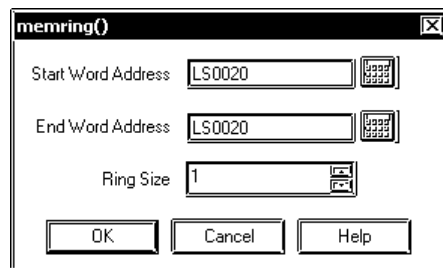 memring()
Start Word Address LS0020
End Word Address LS0020
Ring Size 1
OK Cancel Help